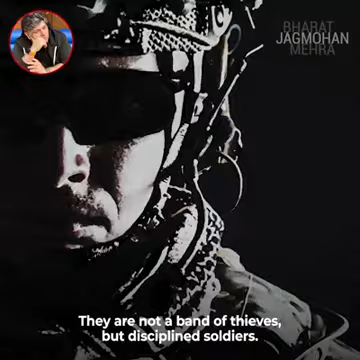 BHARAT
JAGMOHAN
MEHRA
They are not a band of thieves,
but disciplined soldiers.